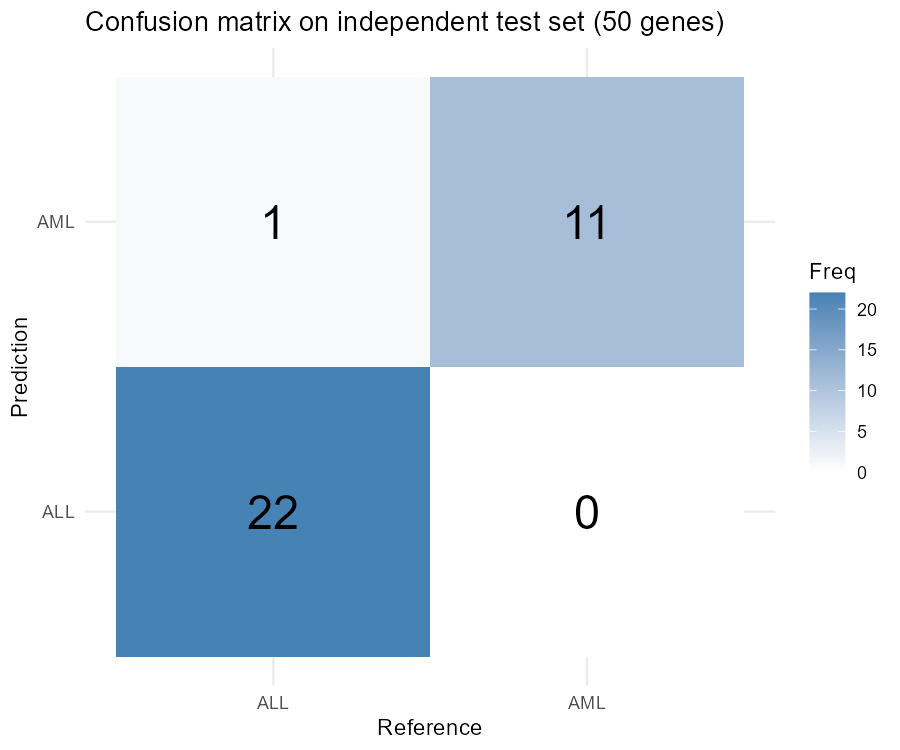 Confusion matrix on independent test set (50 genes)
AML
1
11
Freq
20
15
10
5
0
Prediction
ALL
22
0
ALL
AML
Reference